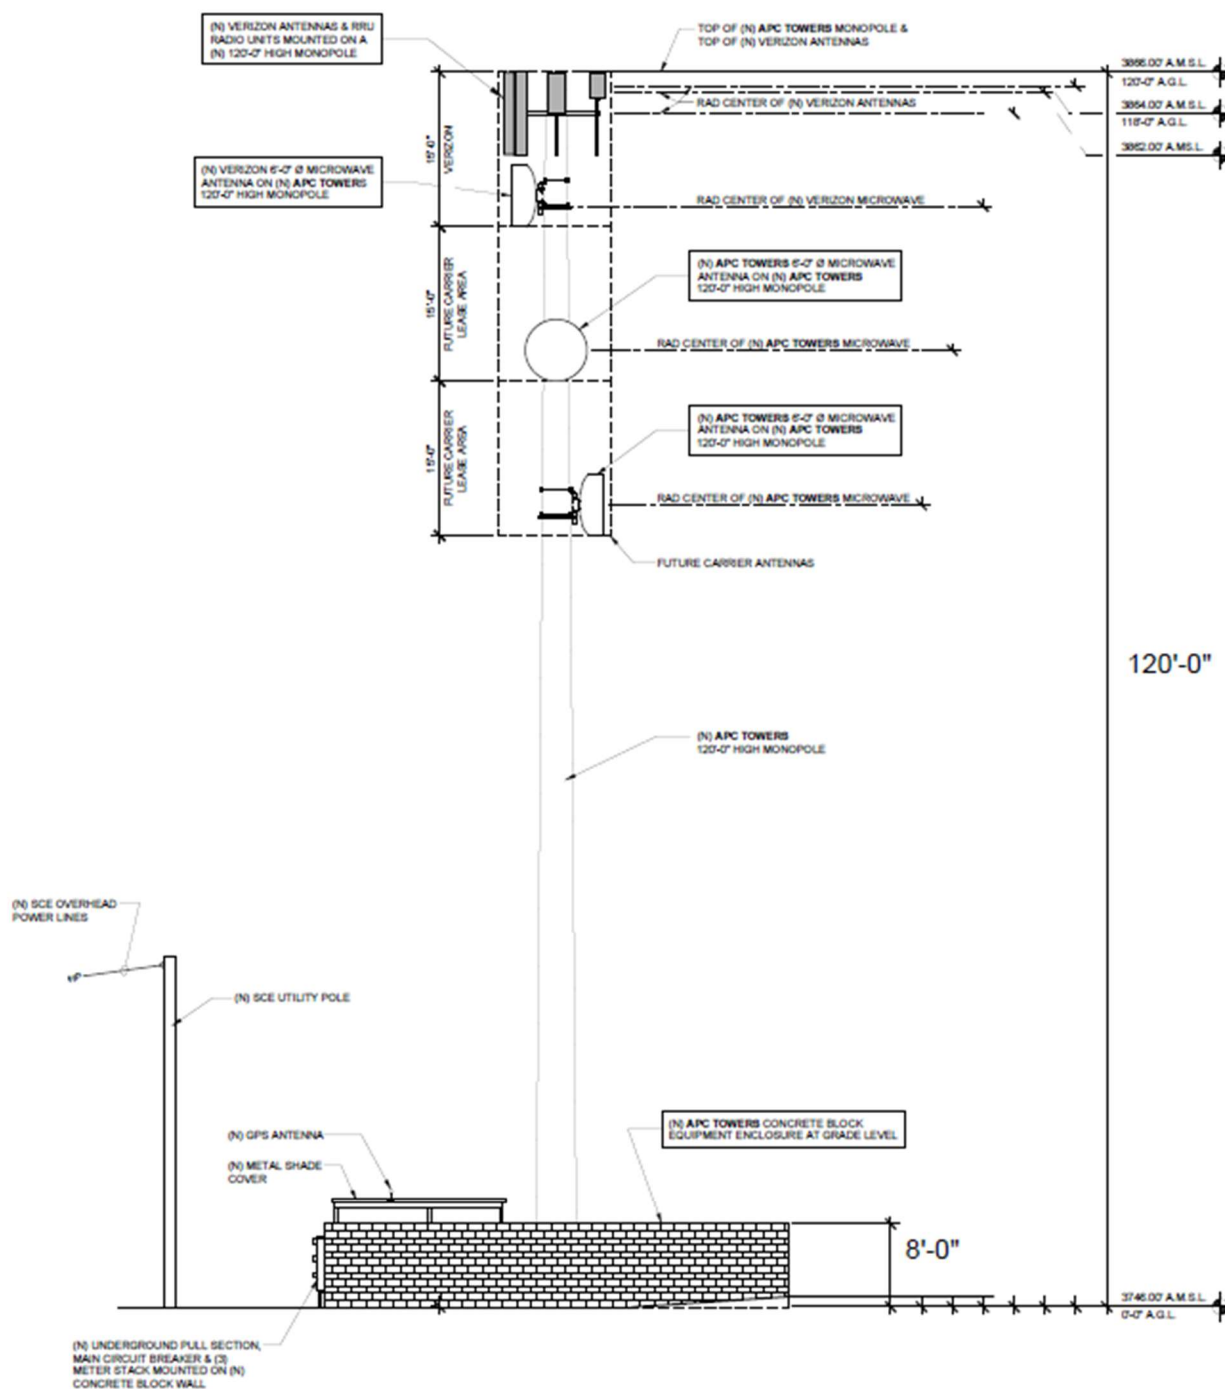 (N) VERIZON ANTENNAS & RRU
RADIO UNITS MOUNTED ON A
(N) 120'-0" HIGH MONOPOLE
TOP OF (N) APC TOWERS MONOPOLE &
TOP OF (N) VERIZON ANTENNAS
3866.00' A.M.S.L.
120'-0" A.G.L.
RAD CENTER OF (N) VERIZON ANTENNAS
3864.00' A.M.S.L.
118'-0" A.G.L.
3862.00' A.M.S.L.
15'-0"
VERIZON
(N) VERIZON 6'-0" Ø MICROWAVE
ANTENNA ON (N) APC TOWERS
120'-0" HIGH MONOPOLE
RAD CENTER OF (N) VERIZON MICROWAVE
15'-0"
FUTURE CARRIER
LEASE AREA
(N) APC TOWERS 6'-0" Ø MICROWAVE
ANTENNA ON (N) APC TOWERS
120'-0" HIGH MONOPOLE
RAD CENTER OF (N) APC TOWERS MICROWAVE
15'-0"
FUTURE CARRIER
LEASE AREA
(N) APC TOWERS 6'-0" Ø MICROWAVE
ANTENNA ON (N) APC TOWERS
120'-0" HIGH MONOPOLE
RAD CENTER OF (N) APC TOWERS MICROWAVE
FUTURE CARRIER ANTENNAS
120'-0"
(N) APC TOWERS
120'-0" HIGH MONOPOLE
(N) SCE OVERHEAD
POWER LINES
(N) SCE UTILITY POLE
(N) APC TOWERS CONCRETE BLOCK
EQUIPMENT ENCLOSURE AT GRADE LEVEL
(N) GPS ANTENNA
(N) METAL SHADE
COVER
8'-0"
3746.00' A.M.S.L.
0'-0" A.G.L.
(N) UNDERGROUND PULL SECTION,
MAIN CIRCUIT BREAKER & (3)
METER STACK MOUNTED ON (N)
CONCRETE BLOCK WALL